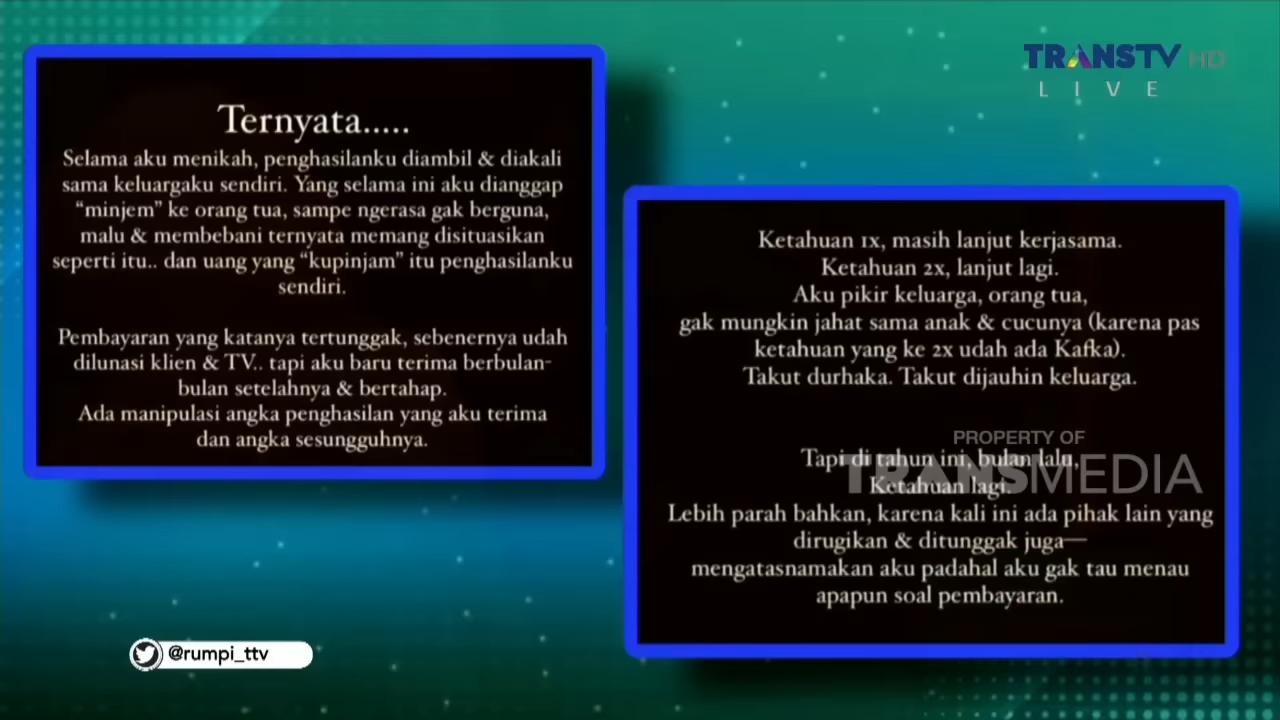 TRANSTV HD
LIVE
Ternyata.....
Selama aku menikah, penghasilanku diambil & diakali
sama keluargaku sendiri. Yang selama ini aku dianggap
“minjem” ke orang tua, sampe ngerasa gak berguna,
malu & membebani ternyata memang disituasikan
seperti itu.. dan uang yang “kupinjam” itu penghasilanku
sendiri.
Pembayaran yang katanya tertunggak, sebenernya udah
dilunasi klien & TV.. tapi aku baru terima berbulan-
bulan setelahnya & bertahap.
Ada manipulasi angka penghasilan yang aku terima
dan angka sesungguhnya.
Ketahuan 1x, masih lanjut kerjasama.
Ketahuan 2x, lanjut lagi.
Aku pikir keluarga, orang tua,
gak mungkin jahat sama anak & cucunya (karena pas
ketahuan yang ke 2x udah ada Kafka).
Takut durhaka. Takut dijauhin keluarga.
Tapi di tahun ini, bulan lalu,
Ketahuan lagi.
Lebih parah bahkan, karena kali ini ada pihak lain yang
dirugikan & ditunggak juga—
mengatasnamakan aku padahal aku gak tau menau
apapun soal pembayaran.
PROPERTY OF
TRANSMEDIA
@rumpi_ttv